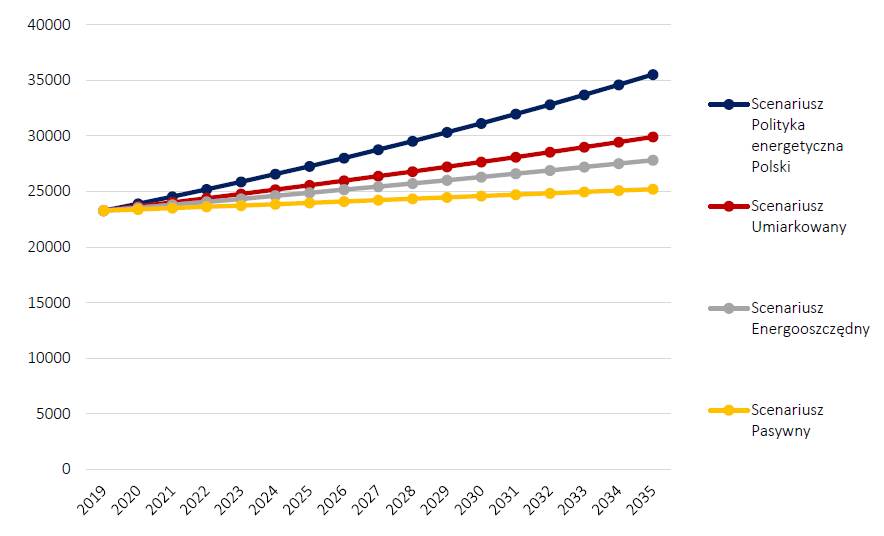 40000
35000
30000
25000
20000
15000
10000
5000
0
2019
2020
2021
2022
2023
2024
2025
2026
2027
2028
2029
2030
2031
2032
2033
2034
2035
Scenariusz
Polityka
energetyczna
Polski
Scenariusz
Umiarkowany
Scenariusz
Energooszczędny
Scenariusz
Pasywny